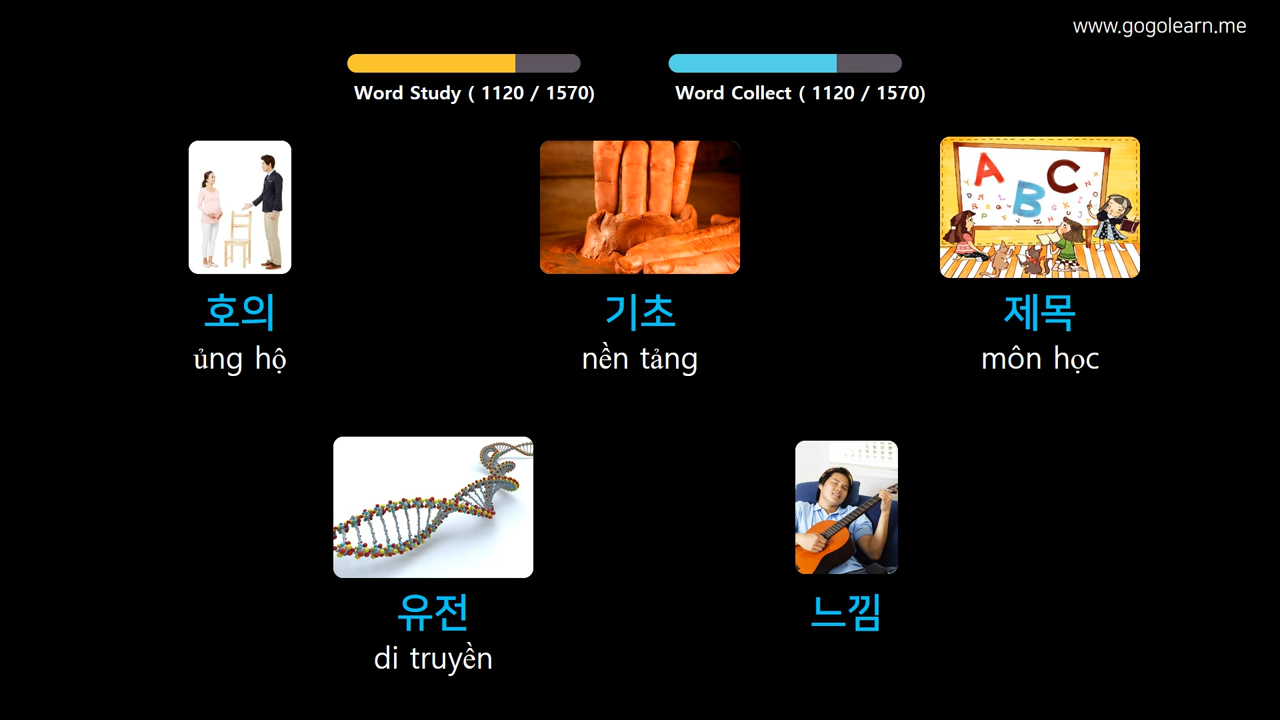 www.gogolearn.me
Word Study ( 1120 / 1570)
Word Collect ( 1120 / 1570)
A B C
호의
ủng hộ
기초
nền tảng
제목
môn học
유전
di truyền
느낌